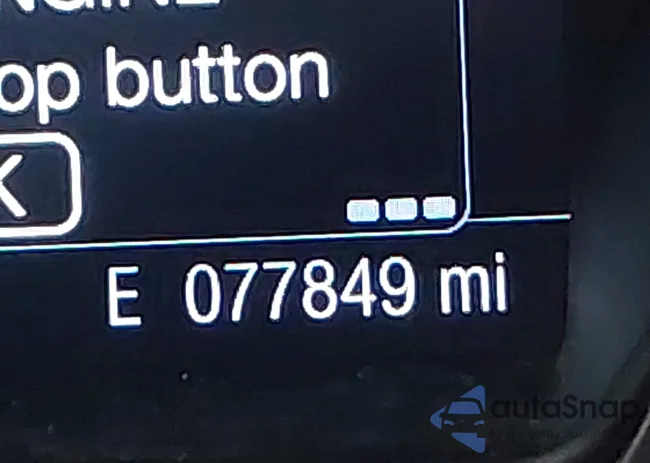 op button
K
E 077849 mi
autaSnap